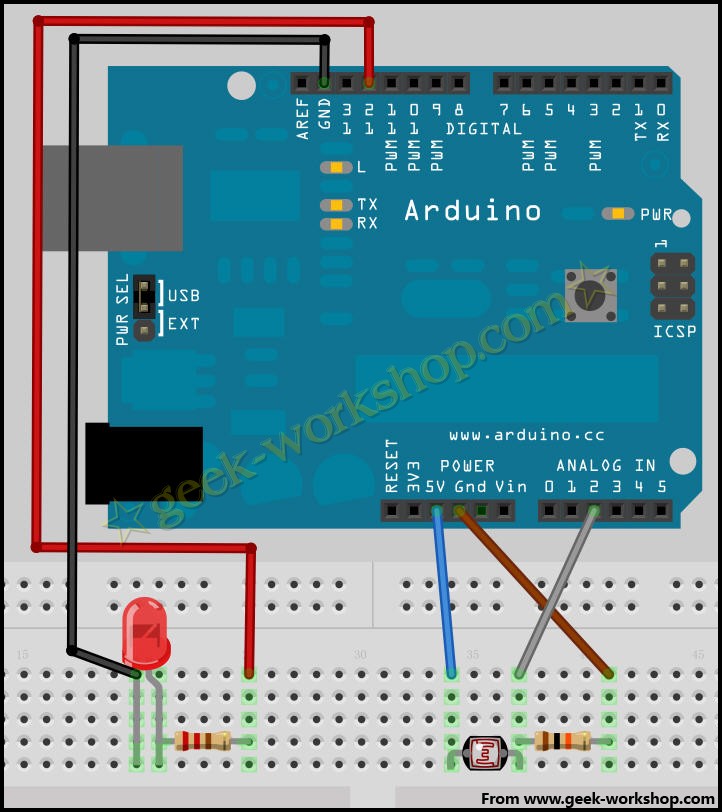 AREF
GND
13
12
11
10
9
8
7
6
5
4
3
2
1
0
DIGITAL
TX
RX
PWM
PWM
PWM
PWM
PWM
PWM
L
TX
RX
Arduino
PWR
1
ICSP
PWR SEL
USB
EXT
☆geek-workshop.com☆
www.arduino.cc
POWER
ANALOG IN
RESET
3V3
5V Gnd Vin
0 1 2 3 4 5
15
30
35
45
From www.geek-workshop.com